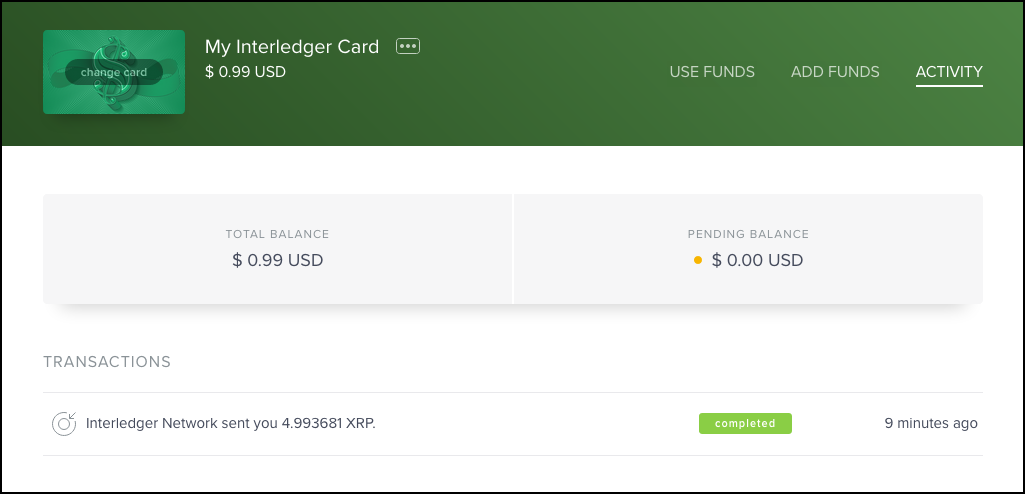 change card
My Interledger Card
$ 0.99 USD
USE FUNDS
ADD FUNDS
ACTIVITY
TOTAL BALANCE
$ 0.99 USD
PENDING BALANCE
$ 0.00 USD
TRANSACTIONS
Interledger Network sent you 4.993681 XRP.
completed
9 minutes ago